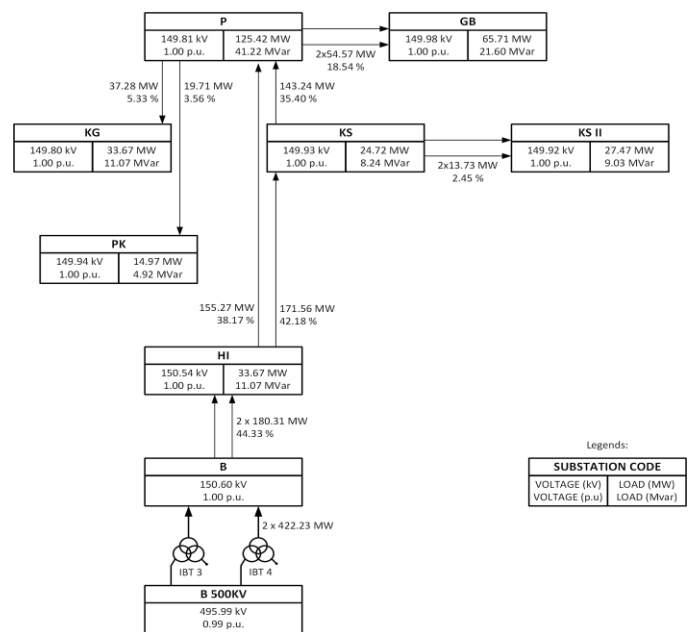 P
149.81 kV
1.00 p.u.
125.42 MW
41.22 MVar
GB
149.98 kV
1.00 p.u.
65.71 MW
21.60 MVar
2x54.57 MW
18.54 %
37.28 MW
5.33 %
19.71 MW
3.56 %
143.24 MW
35.40 %
KG
149.80 kV
1.00 p.u.
33.67 MW
11.07 MVar
KS
149.93 kV
1.00 p.u.
24.72 MW
8.24 MVar
KS II
149.92 kV
1.00 p.u.
27.47 MW
9.03 MVar
2x13.73 MW
2.45 %
PK
149.94 kV
1.00 p.u.
14.97 MW
4.92 MVar
155.27 MW
38.17 %
171.56 MW
42.18 %
HI
150.54 kV
1.00 p.u.
33.67 MW
11.07 MVar
2 x 180.31 MW
44.33 %
B
150.60 kV
1.00 p.u.
2 x 422.23 MW
IBT 3
IBT 4
B 500KV
495.99 kV
0.99 p.u.
Legends:
SUBSTATION CODE
VOLTAGE (kV)
VOLTAGE (p.u)
LOAD (MW)
LOAD (Mvar)